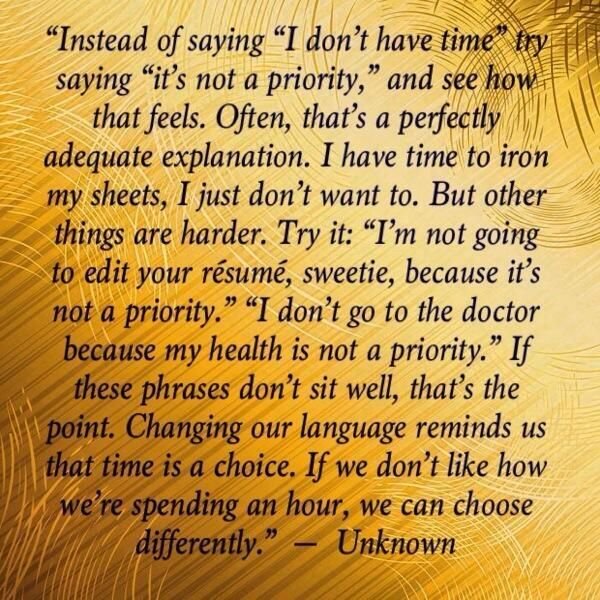 “Instead of saying “I don’t have time” try
saying “it’s not a priority,” and see how
that feels. Often, that’s a perfectly
adequate explanation. I have time to iron
my sheets, I just don’t want to. But other
things are harder. Try it: “I’m not going
to edit your résumé, sweetie, because it’s
not a priority.” “I don’t go to the doctor
because my health is not a priority.” If
these phrases don’t sit well, that’s the
point. Changing our language reminds us
that time is a choice. If we don’t like how
we’re spending an hour, we can choose
differently.” — Unknown